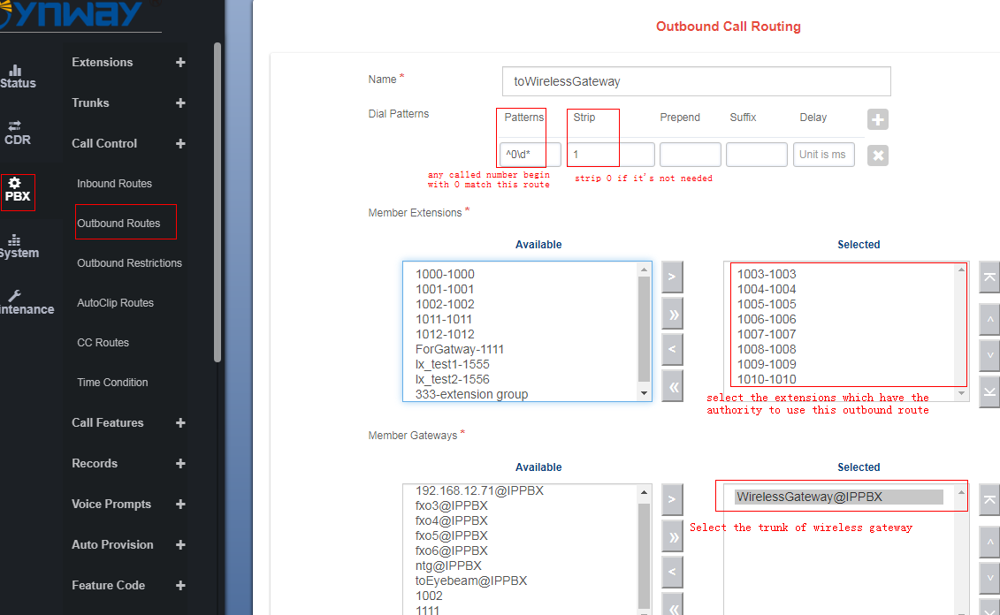 ynway
Outbound Call Routing
Status
CDR
PBX
System
intenance
Extensions +
Trunks +
Call Control +
Inbound Routes
Outbound Routes
Outbound Restrictions
AutoClip Routes
CC Routes
Time Condition
Call Features +
Records +
Voice Prompts +
Auto Provision +
Feature Code +
Name *
toWirelessGateway
Dial Patterns
Patterns Strip Prepend Suffix Delay
^0\d* 1 Unit is ms
any called number begin
with 0 match this route
strip 0 if it's not needed
Member Extensions *
Available
1000-1000
1001-1001
1002-1002
1011-1011
1012-1012
ForGatway-1111
lx_test1-1555
lx_test2-1556
333-extension group
> 
»
<
«
Selected
1003-1003
1004-1004
1005-1005
1006-1006
1007-1007
1008-1008
1009-1009
1010-1010
select the extensions which have the
authority to use this outbound route
Member Gateways *
Available
192.168.12.71@IPPBX
fxo3@IPPBX
fxo4@IPPBX
fxo5@IPPBX
fxo6@IPPBX
ntg@IPPBX
toEyebeam@IPPBX
1002
1111
>
»
<
«
Selected
WirelessGateway@IPPBX
Select the trunk of wireless gateway